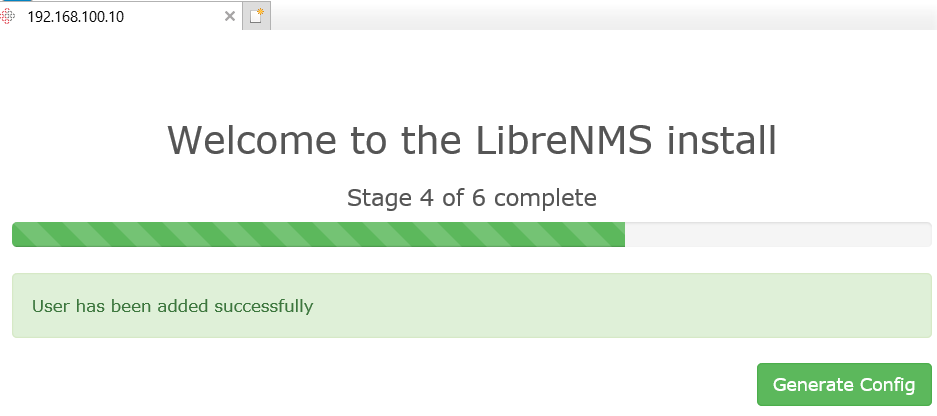 192.168.100.10
Welcome to the LibreNMS install
Stage 4 of 6 complete
User has been added successfully
Generate Config